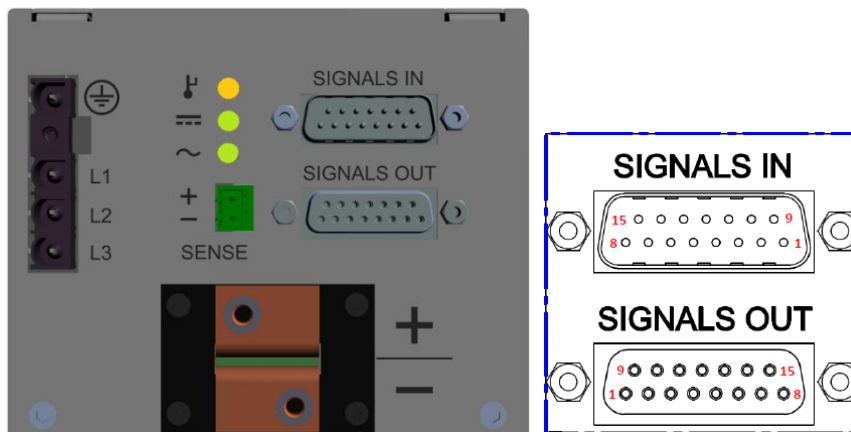 SIGNALS IN
SIGNALS OUT
L1
L2
L3
+
−
SENSE
+
−
SIGNALS IN
15 9
8 1
SIGNALS OUT
9 15
1 8